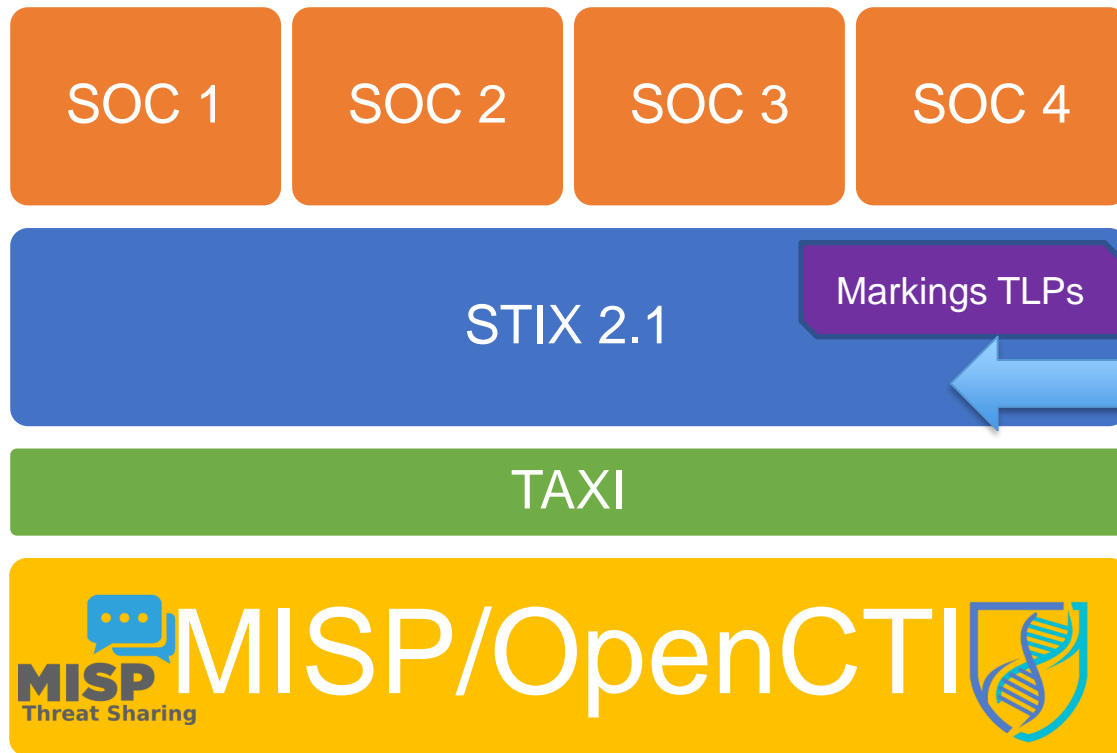 SOC 1
SOC 2
SOC 3
SOC 4
Markings TLPs
STIX 2.1
TAXI
MISP/OpenCTI
MISP
Threat Sharing